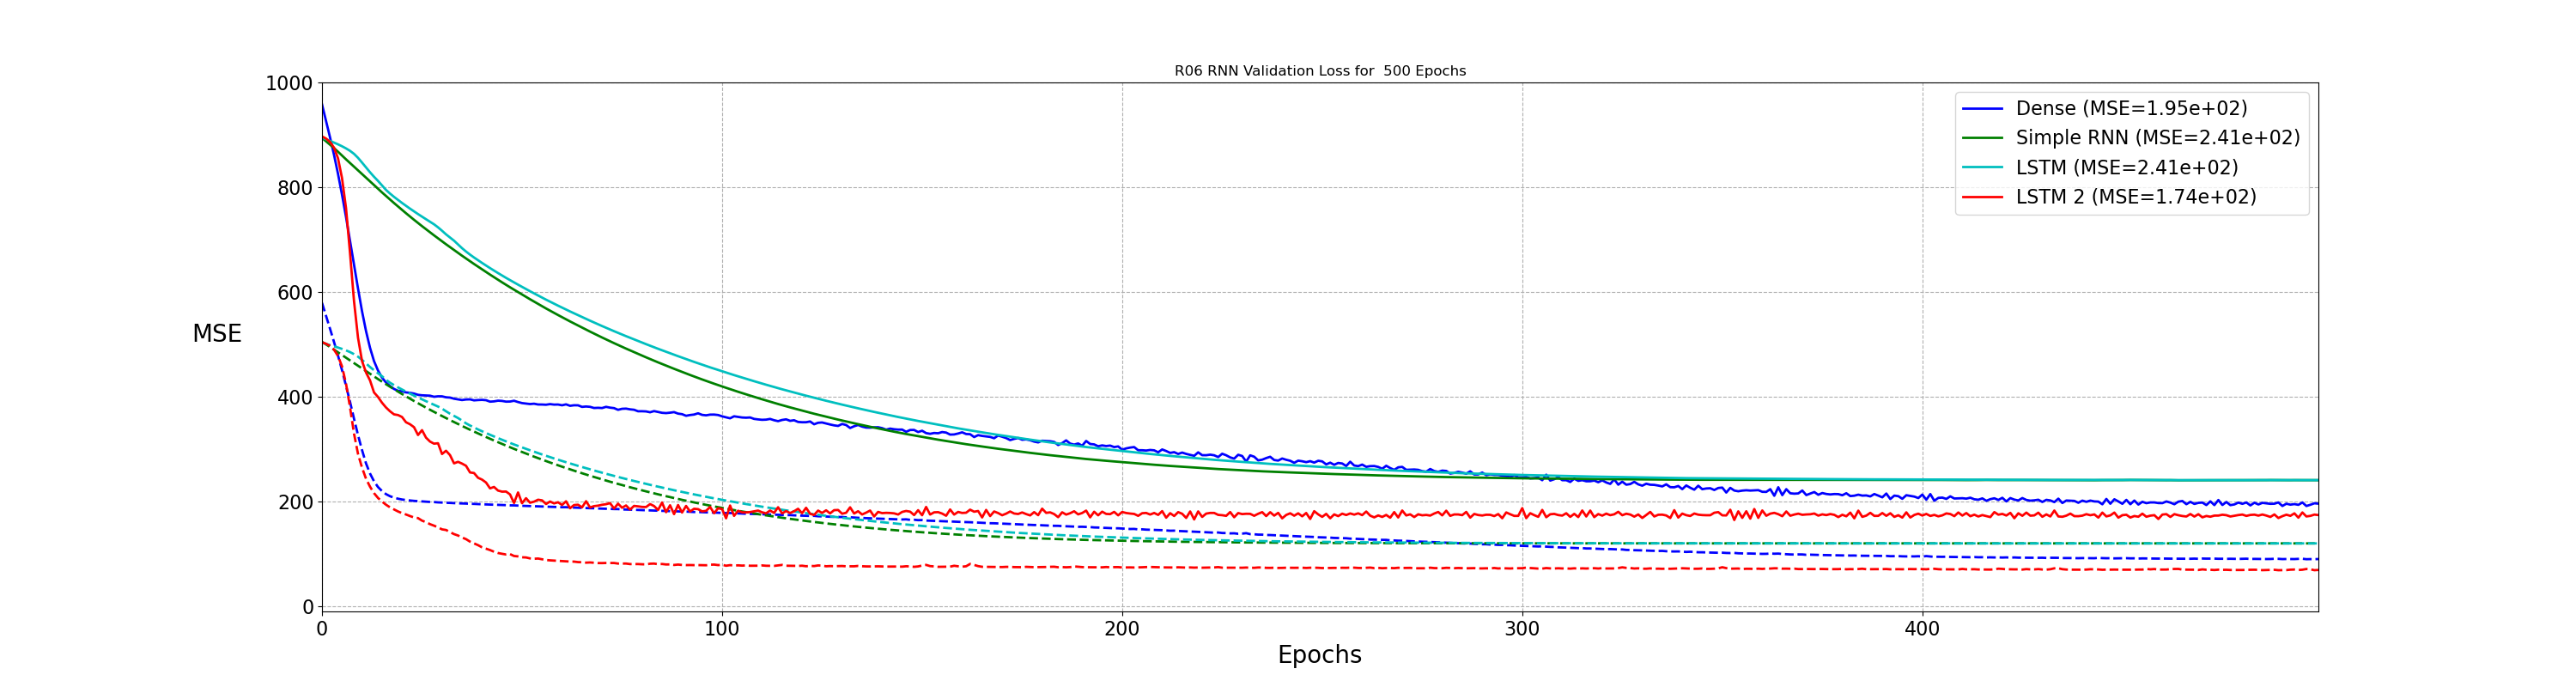 R06 RNN Validation Loss for  500 Epochs
1000
800
600
400
200
0
MSE
Dense (MSE=1.95e+02)
Simple RNN (MSE=2.41e+02)
LSTM (MSE=2.41e+02)
LSTM 2 (MSE=1.74e+02)
0 100 200 300 400
Epochs